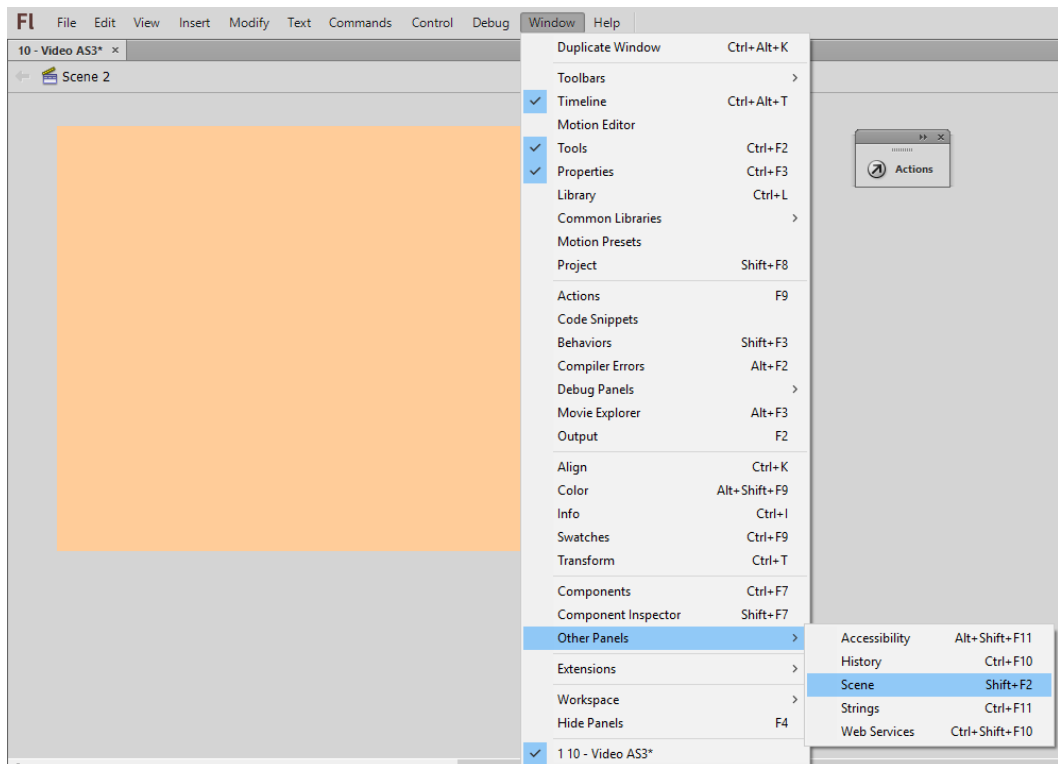 Fl File Edit View Insert Modify Text Commands Control Debug Window Help
10 - Video AS3* ×
Scene 2
Duplicate Window Ctrl+Alt+K
Toolbars
Timeline Ctrl+Alt+T
Motion Editor
Tools Ctrl+F2
Properties Ctrl+F3
Library Ctrl+L
Common Libraries
Motion Presets
Project Shift+F8
Actions F9
Code Snippets
Behaviors Shift+F3
Compiler Errors Alt+F2
Debug Panels
Movie Explorer Alt+F3
Output F2
Align Ctrl+K
Color Alt+Shift+F9
Info Ctrl+I
Swatches Ctrl+F9
Transform Ctrl+T
Components Ctrl+F7
Component Inspector Shift+F7
Other Panels
Extensions
Workspace
Hide Panels F4
1 10 - Video AS3*
Actions
Accessibility Alt+Shift+F11
History Ctrl+F10
Scene Shift+F2
Strings Ctrl+F11
Web Services Ctrl+Shift+F10